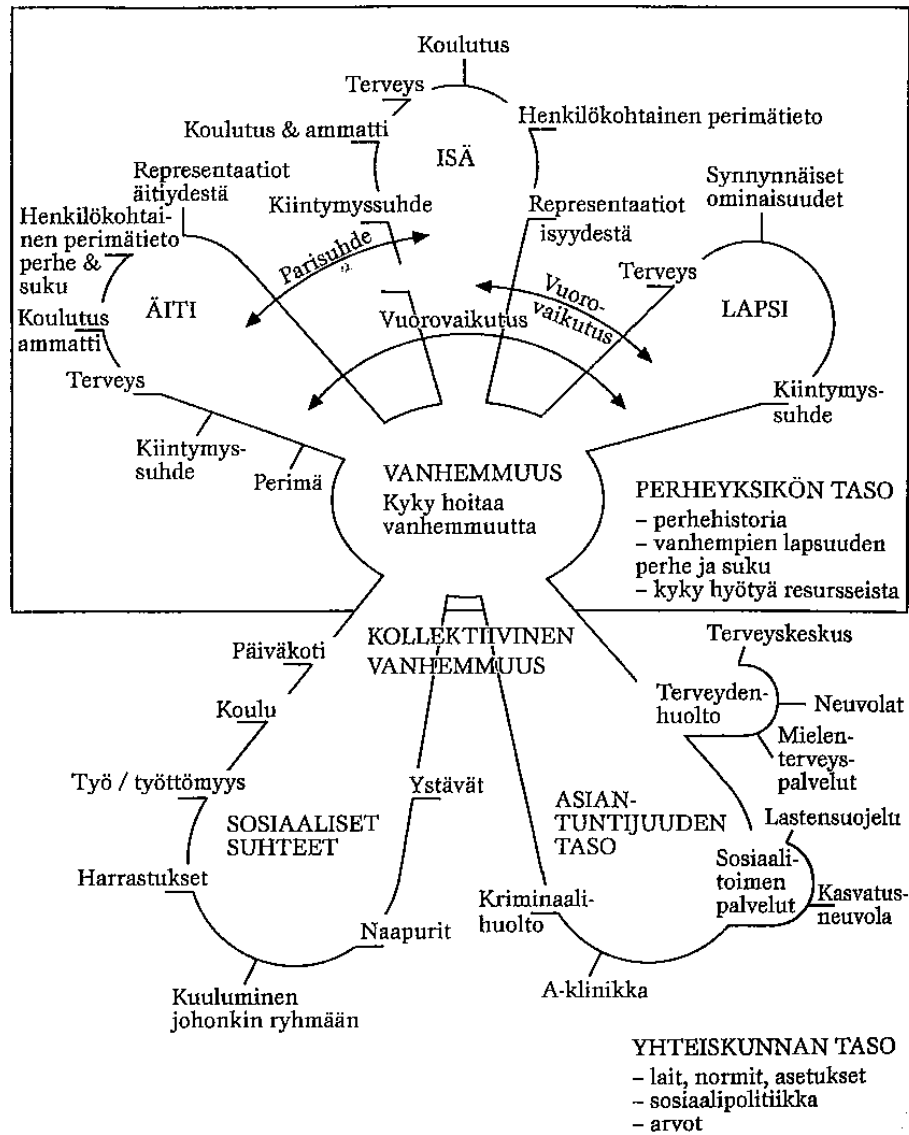 Koulutus
Terveys
Koulutus & ammatti
Henkilökohtainen perimätieto
ISÄ
Kiintymyssuhde
Representaatiot
isyydestä
Representaatiot
äitiydestä
Henkilökohtai-
nen perimätieto
perhe &
suku
ÄITI
Koulutus
ammatti
Terveys
Kiintymys-
suhde
Perimä
Parisuhde
Vuorovaikutus
Vuoro-
vaikutus
Synnynnäiset
ominaisuudet
Terveys
LAPSI
Kiintymys-
suhde
VANHEMMUUS
Kyky hoitaa
vanhemmuutta
PERHEYKSIKÖN TASO
– perhehistoria
– vanhempien lapsuuden
perhe ja suku
– kyky hyötyä resursseista
KOLLEKTIIVINEN
VANHEMMUUS
Päiväkoti
Koulu
Työ / työttömyys
Ystävät
SOSIAALISET
SUHTEET
Harrastukset
Naapurit
Kuuluminen
johonkin ryhmään
Terveyskeskus
Terveyden-
huolto
Neuvolat
Mielen-
terveys-
palvelut
ASIAN-
TUNTIJUUDEN
TASO
Lastensuojelu
Sosiaali-
toimen
palvelut
Kasvatus-
neuvola
Kriminaali-
huolto
A-klinikka
YHTEISKUNNAN TASO
– lait, normit, asetukset
– sosiaalipolitiikka
– arvot